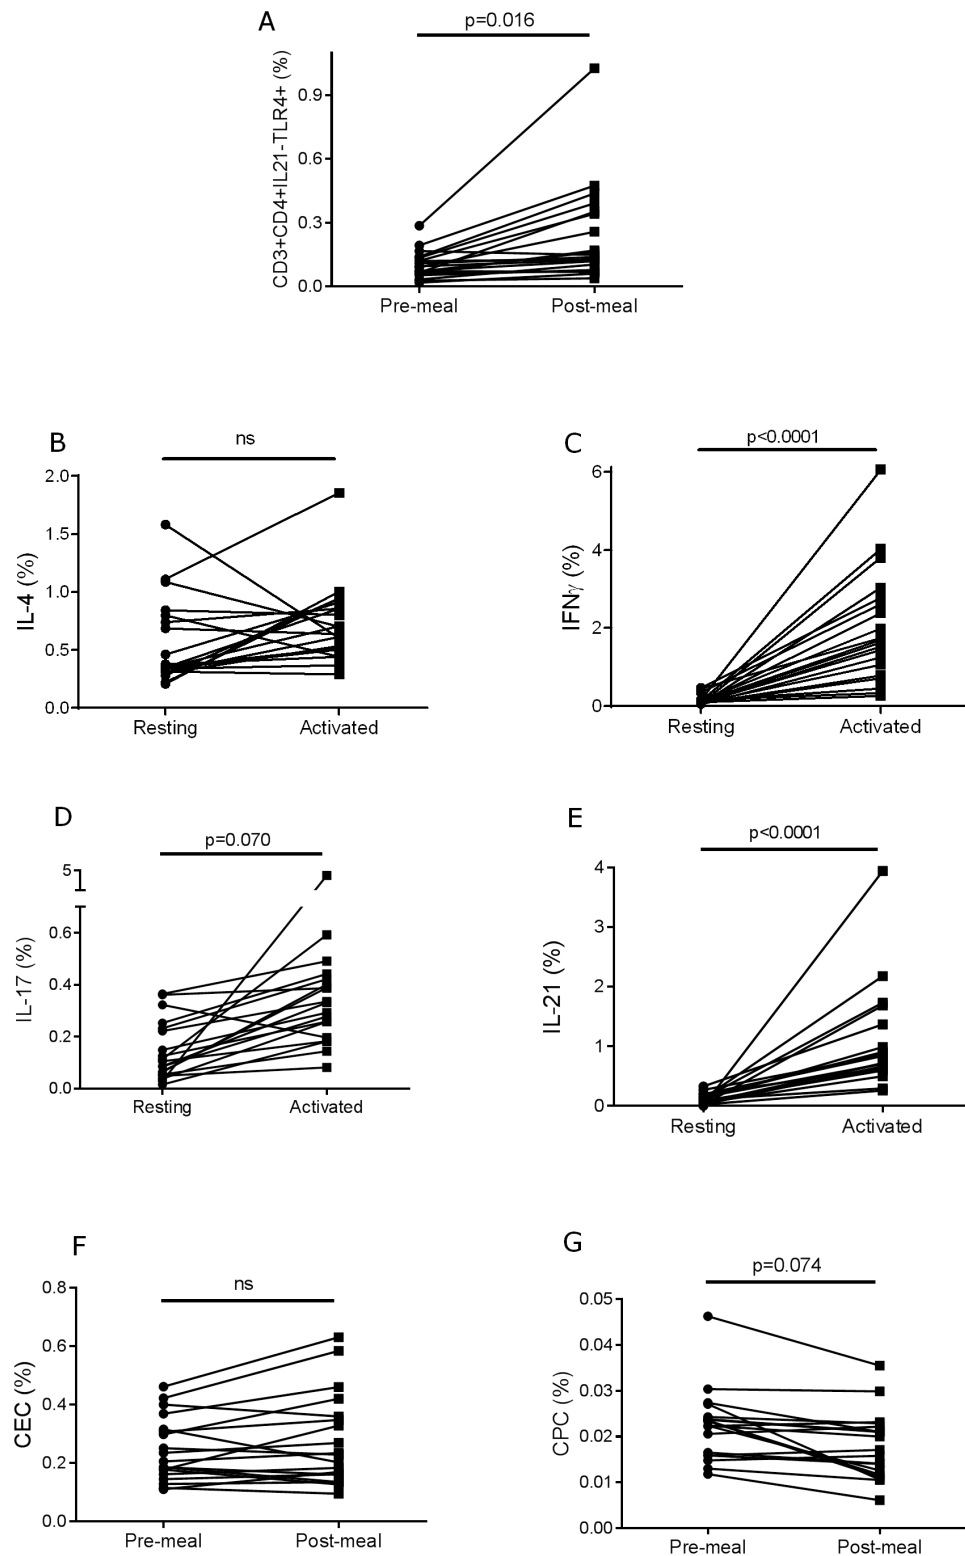 A
p=0.016
CD3+CD4+IL21-TLR4+ (%)
0.9
0.6
0.3
0.0
Pre-meal Post-meal
B
ns
IL-4 (%)
2.0
1.5
1.0
0.5
0.0
Resting Activated
C
p<0.0001
IFNγ (%)
6
4
2
0
Resting Activated
D
p=0.070
IL-17 (%)
5
0.6
0.4
0.2
0.0
Resting Activated
E
p<0.0001
IL-21 (%)
4
3
2
1
0
Resting Activated
F
ns
CEC (%)
0.8
0.6
0.4
0.2
0.0
Pre-meal Post-meal
G
p=0.074
CPC (%)
0.05
0.04
0.03
0.02
0.01
0.00
Pre-meal Post-meal